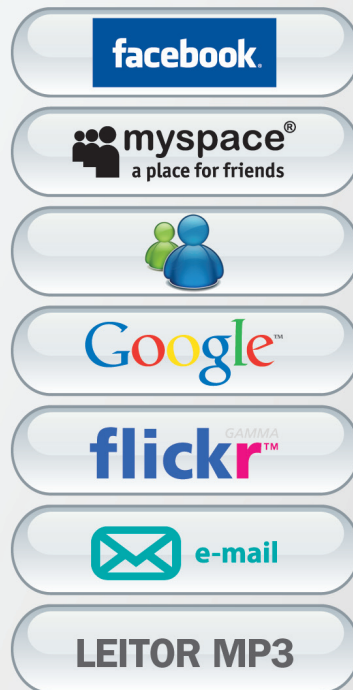 facebook.
myspace®
a place for friends
Google™
GAMMA
flickr™
e-mail
LEITOR MP3